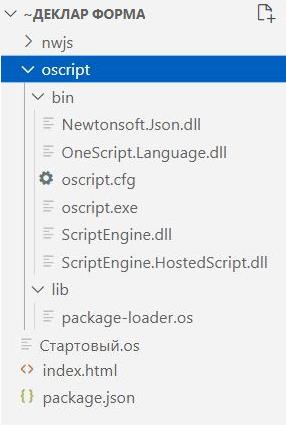 ~ДЕКЛАР ФОРМА
nwjs
oscript
bin
Newtonsoft.Json.dll
OneScript.Language.dll
oscript.cfg
oscript.exe
ScriptEngine.dll
ScriptEngine.HostedScript.dll
lib
package-loader.os
Стартовый.os
index.html
package.json